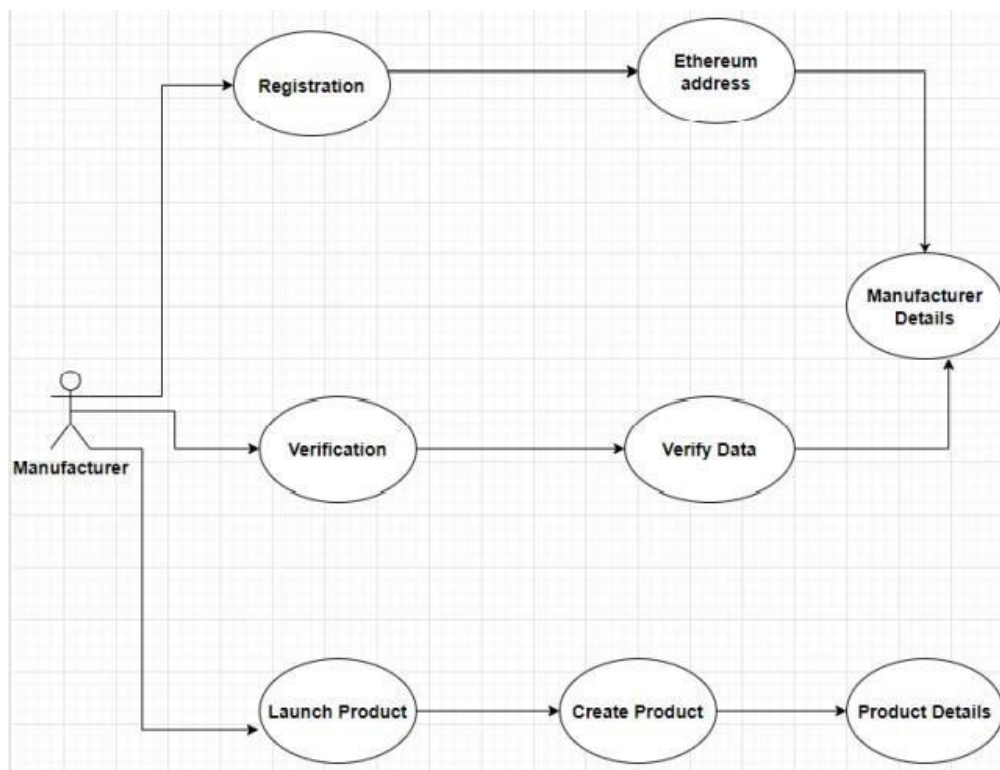 Registration
Ethereum
address
Manufacturer
Details
Manufacturer
Verification
Verify Data
Launch Product
Create Product
Product Details